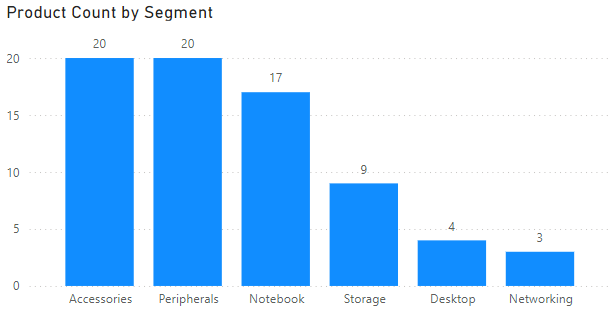 Product Count by Segment
20 20 17 9 4 3
20
15
10
5
0
Accessories Peripherals Notebook Storage Desktop Networking